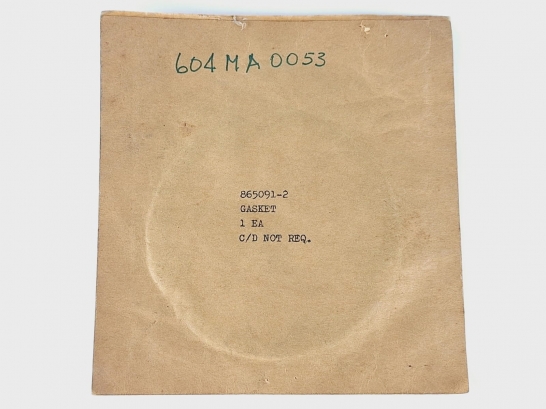 604 MA 0053
865091-2
GASKET
1 EA
C/D NOT REQ.